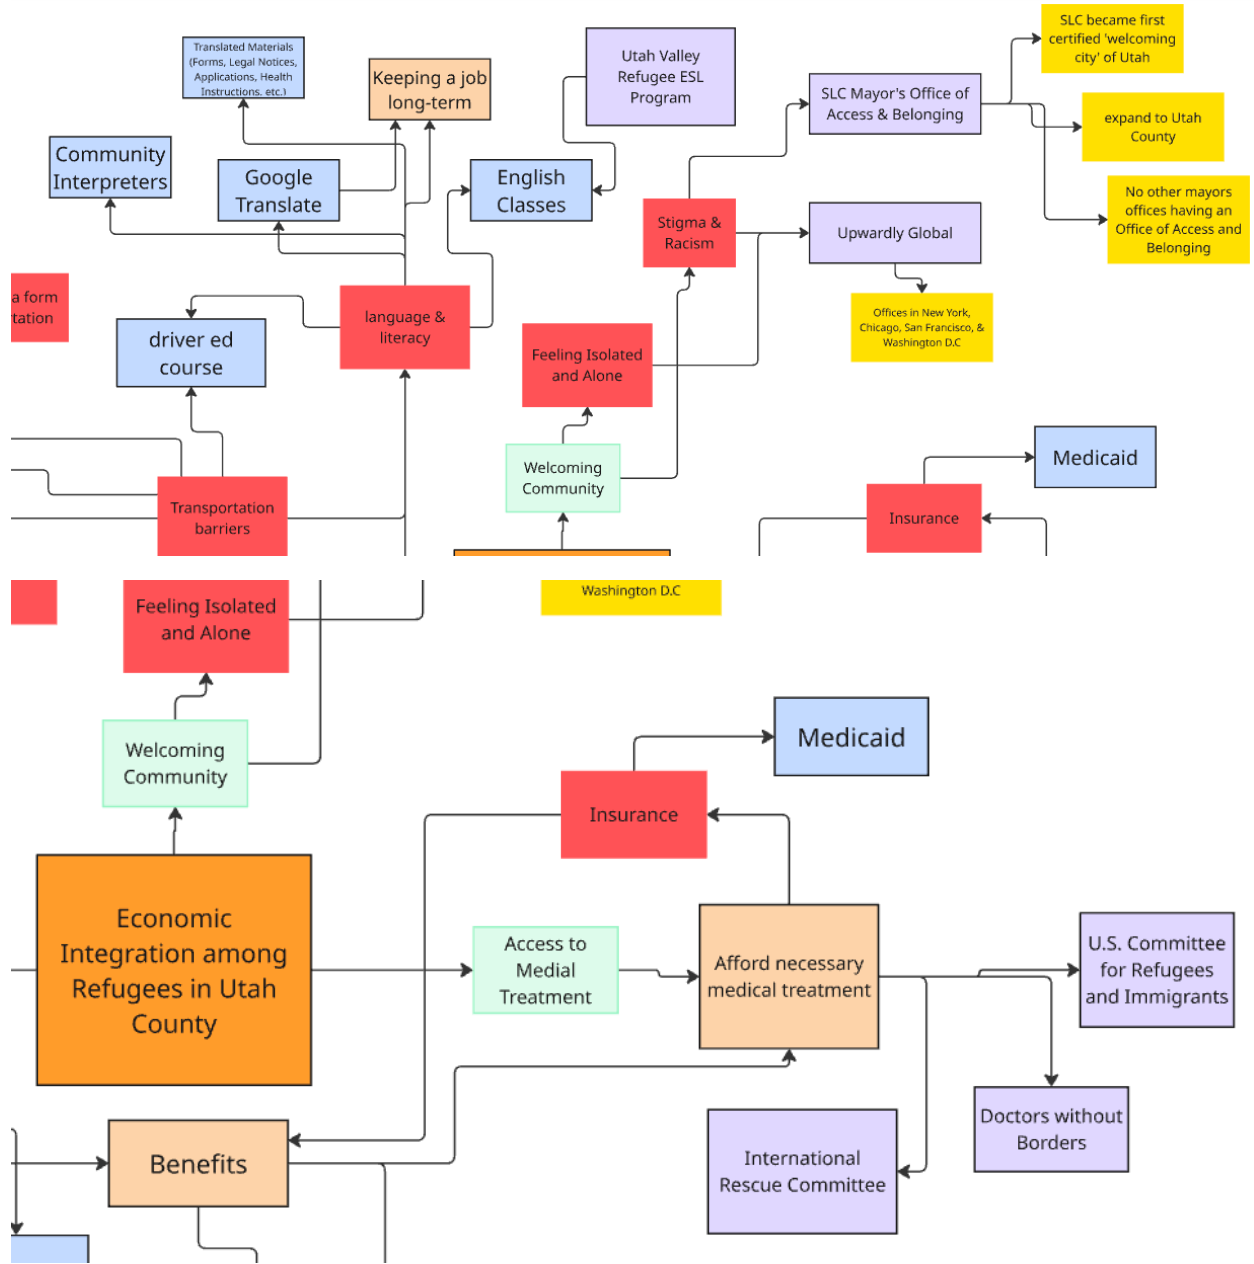 Translated Materials
(Forms, Legal Notices,
Applications, Health
Instructions. etc.)
Keeping a job
long-term
Utah Valley
Refugee ESL
Program
SLC Mayor's Office of
Access & Belonging
SLC became first
certified 'welcoming
city' of Utah
expand to Utah
County
No other mayors
offices having an
Office of Access and
Belonging
Community
Interpreters
Google
Translate
English
Classes
Stigma &
Racism
Upwardly Global
Offices in New York,
Chicago, San Francisco, &
Washington D.C
a form
language &
literacy
driver ed
course
Feeling Isolated
and Alone
Welcoming
Community
Medicaid
Transportation
barriers
Insurance
Washington D.C
Feeling Isolated
and Alone
Welcoming
Community
Medicaid
Insurance
Economic
Integration among
Refugees in Utah
County
Access to
Medial
Treatment
Afford necessary
medical treatment
U.S. Committee
for Refugees
and Immigrants
Doctors without
Borders
International
Rescue Committee
Benefits